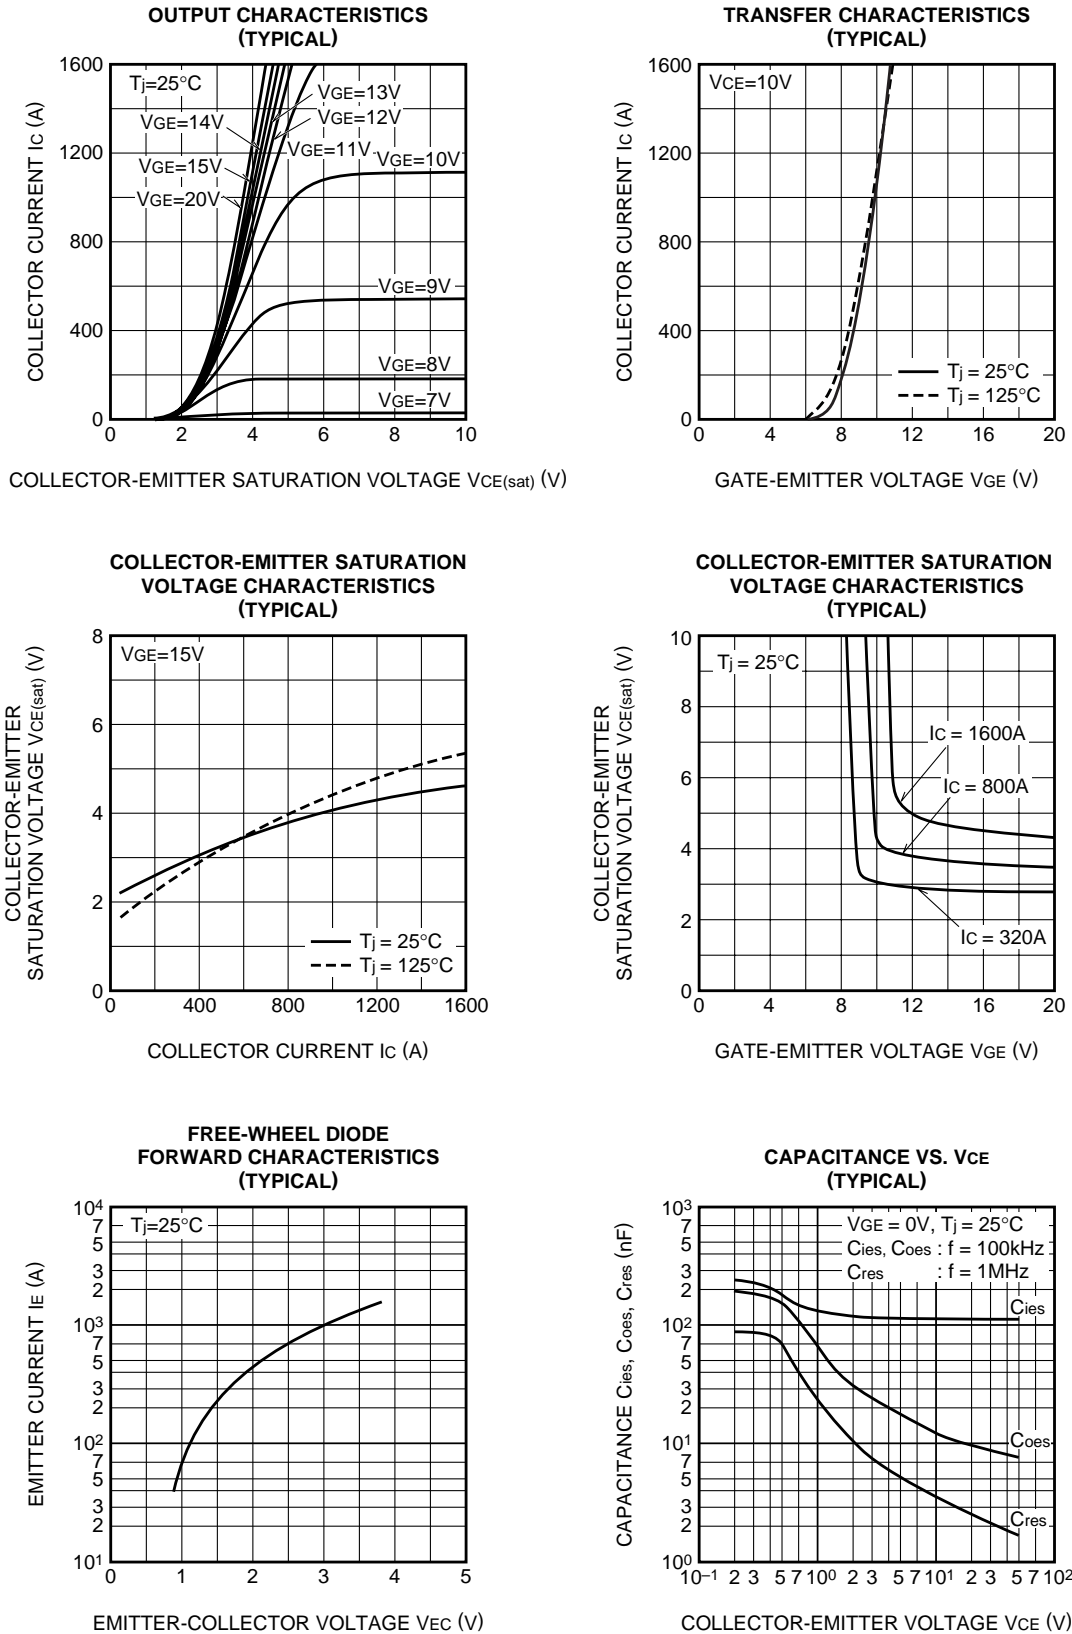 OUTPUT CHARACTERISTICS
(TYPICAL)
COLLECTOR CURRENT IC (A)
1600
1200
800
400
0
Tj=25°C
VGE=13V
VGE=14V
VGE=12V
VGE=11V
VGE=10V
VGE=15V
VGE=20V
VGE=9V
VGE=8V
VGE=7V
0 2 4 6 8 10
COLLECTOR-EMITTER SATURATION VOLTAGE VCE(sat) (V)
TRANSFER CHARACTERISTICS
(TYPICAL)
COLLECTOR CURRENT IC (A)
1600
1200
800
400
0
VCE=10V
Tj = 25°C
Tj = 125°C
0 4 8 12 16 20
GATE-EMITTER VOLTAGE VGE (V)
COLLECTOR-EMITTER SATURATION
VOLTAGE CHARACTERISTICS
(TYPICAL)
COLLECTOR-EMITTER
SATURATION VOLTAGE VCE(sat) (V)
8
6
4
2
0
VGE=15V
Tj = 25°C
Tj = 125°C
0 400 800 1200 1600
COLLECTOR CURRENT IC (A)
COLLECTOR-EMITTER SATURATION
VOLTAGE CHARACTERISTICS
(TYPICAL)
COLLECTOR-EMITTER
SATURATION VOLTAGE VCE(sat) (V)
10
8
6
4
2
0
Tj = 25°C
IC = 1600A
IC = 800A
IC = 320A
0 4 8 12 16 20
GATE-EMITTER VOLTAGE VGE (V)
FREE-WHEEL DIODE
FORWARD CHARACTERISTICS
(TYPICAL)
EMITTER CURRENT IE (A)
10⁴
7
5
3
2
10³
7
5
3
2
10²
7
5
3
2
10¹
Tj=25°C
0 1 2 3 4 5
EMITTER-COLLECTOR VOLTAGE VEC (V)
CAPACITANCE VS. VCE
(TYPICAL)
CAPACITANCE Cies, Coes, Cres (nF)
10³
7
5
3
2
10²
7
5
3
2
10¹
7
5
3
2
10⁰
VGE = 0V, Tj = 25°C
Cies, Coes : f = 100kHz
Cres : f = 1MHz
Cies
Coes
Cres
10⁻¹ 2 3 5 7 10⁰ 2 3 5 7 10¹ 2 3 5 7 10²
COLLECTOR-EMITTER VOLTAGE VCE (V)